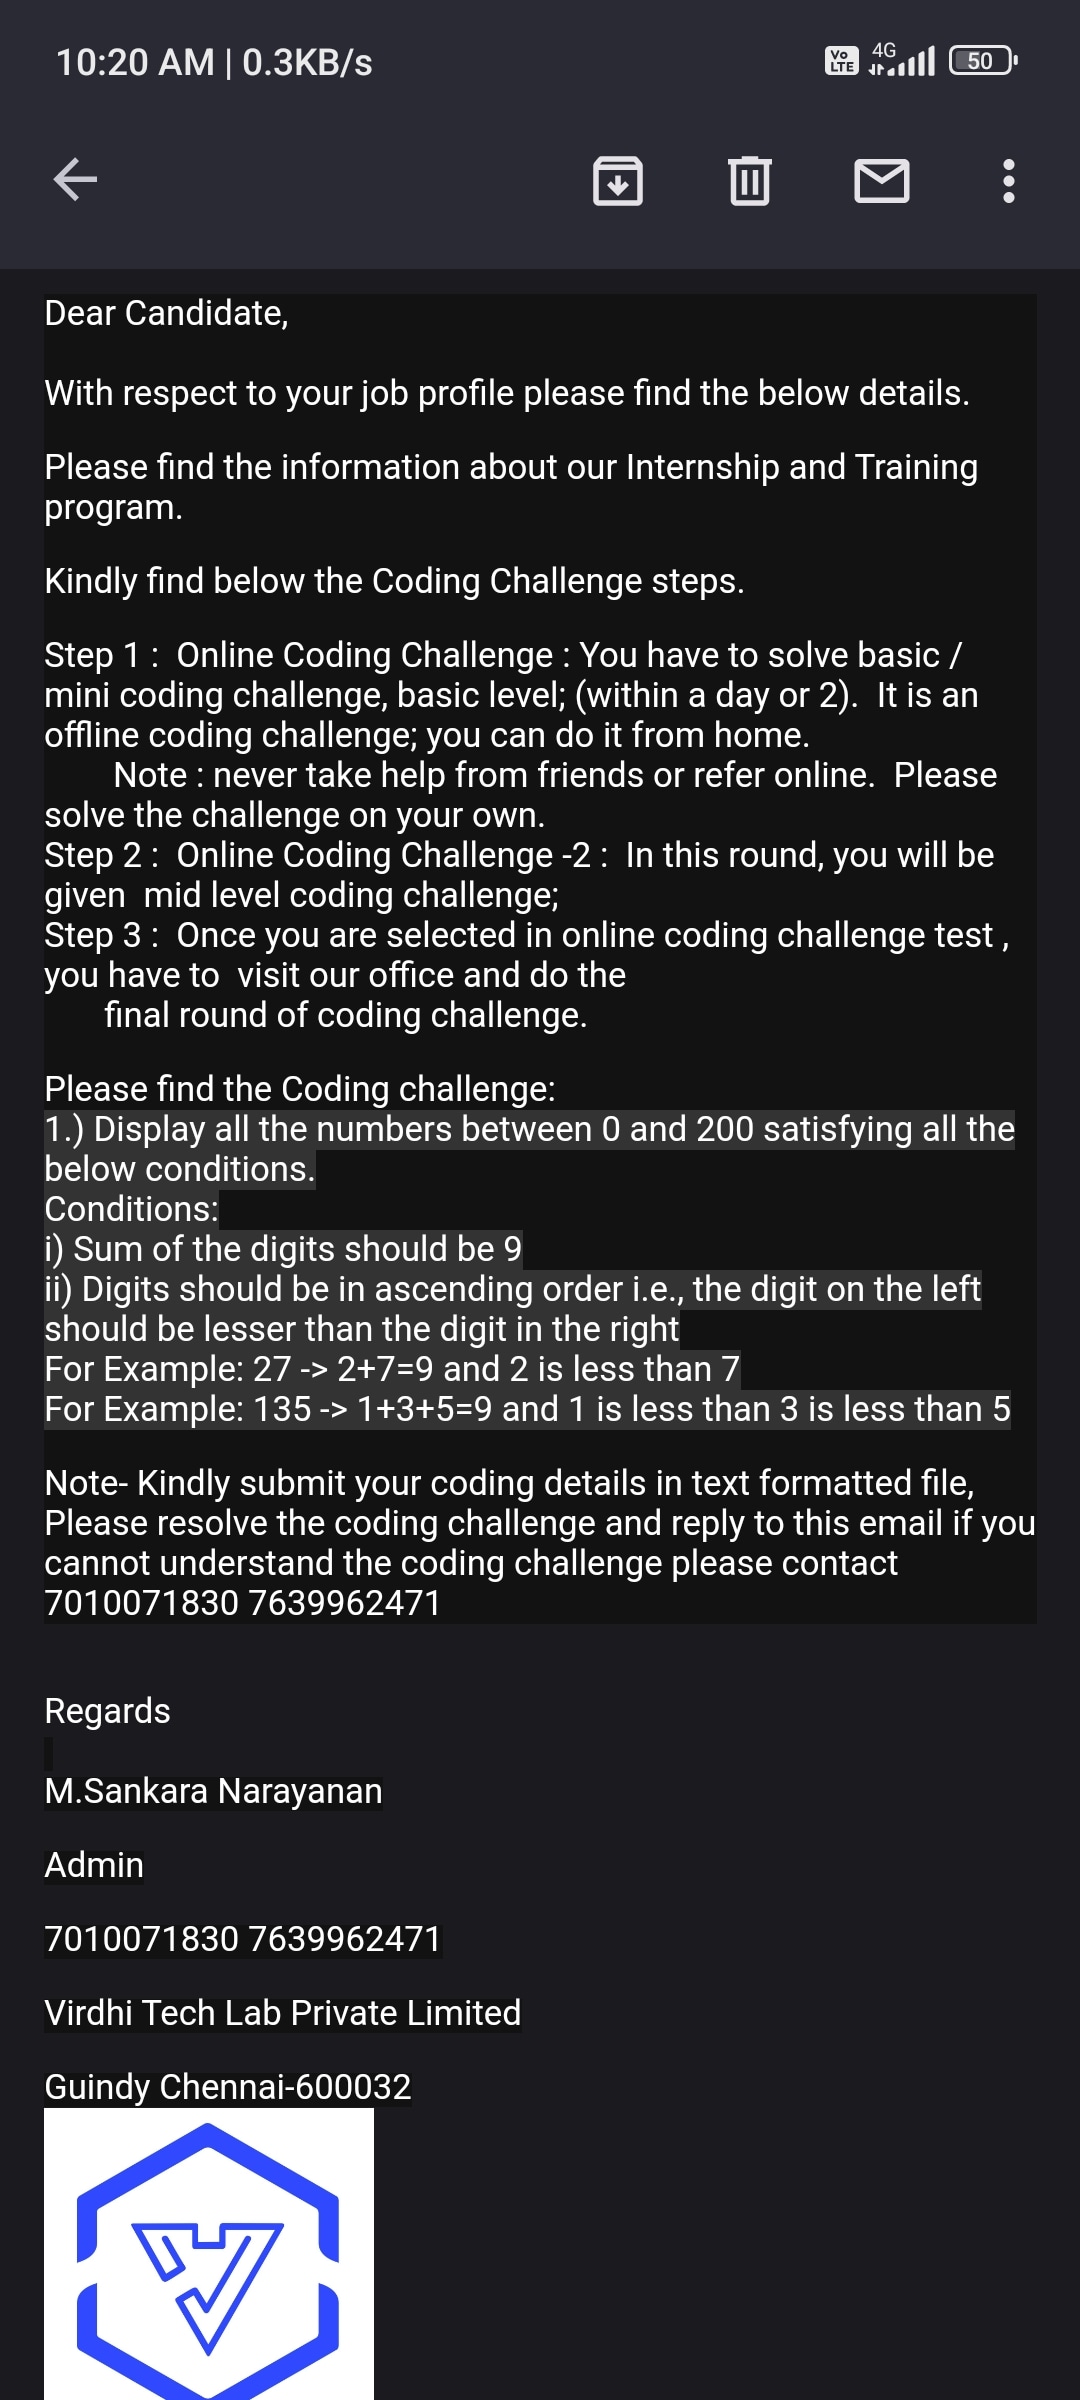 10:20 AM | 0.3KB/s
Vo LTE 4G 50
Dear Candidate,
With respect to your job profile please find the below details.
Please find the information about our Internship and Training
program.
Kindly find below the Coding Challenge steps.
Step 1 :  Online Coding Challenge : You have to solve basic /
mini coding challenge, basic level; (within a day or 2).  It is an
offline coding challenge; you can do it from home.
Note : never take help from friends or refer online.  Please
solve the challenge on your own.
Step 2 :  Online Coding Challenge -2 :  In this round, you will be
given  mid level coding challenge;
Step 3 :  Once you are selected in online coding challenge test ,
you have to  visit our office and do the
final round of coding challenge.
Please find the Coding challenge:
1.) Display all the numbers between 0 and 200 satisfying all the
below conditions.
Conditions:
i) Sum of the digits should be 9
ii) Digits should be in ascending order i.e., the digit on the left
should be lesser than the digit in the right
For Example: 27 -> 2+7=9 and 2 is less than 7
For Example: 135 -> 1+3+5=9 and 1 is less than 3 is less than 5
Note- Kindly submit your coding details in text formatted file,
Please resolve the coding challenge and reply to this email if you
cannot understand the coding challenge please contact
7010071830 7639962471
Regards
M.Sankara Narayanan
Admin
7010071830 7639962471
Virdhi Tech Lab Private Limited
Guindy Chennai-600032